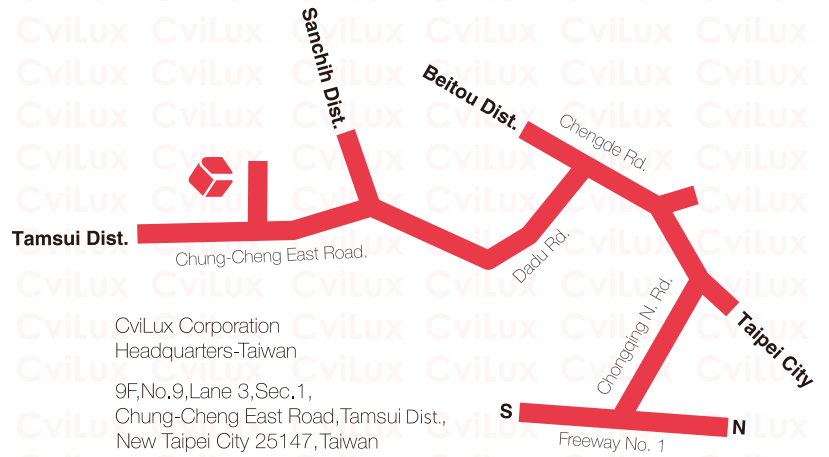 Sanchih Dist.
Beitou Dist.
Chengde Rd.
Tamsui Dist.
Chung-Cheng East Road.
Dadu Rd.
Chongqing N. Rd.
Taipei City
S
N
Freeway No. 1
CviLux Corporation
Headquarters-Taiwan
9F,No.9,Lane 3,Sec.1,
Chung-Cheng East Road,Tamsui Dist.,
New Taipei City 25147,Taiwan
CviLux